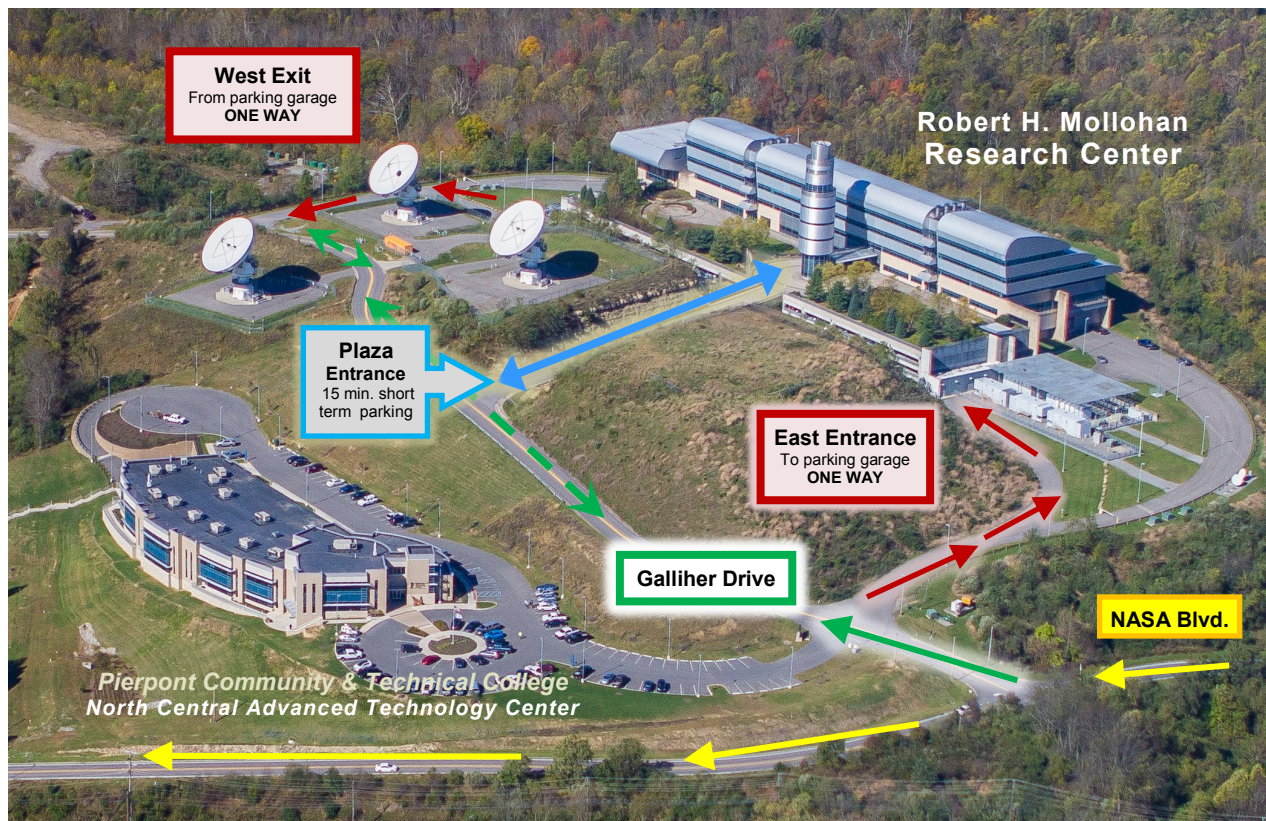 West Exit
From parking garage
ONE WAY
Robert H. Mollohan
Research Center
Plaza
Entrance
15 min. short
term parking
East Entrance
To parking garage
ONE WAY
Galliher Drive
NASA Blvd.
Pierpont Community & Technical College
North Central Advanced Technology Center